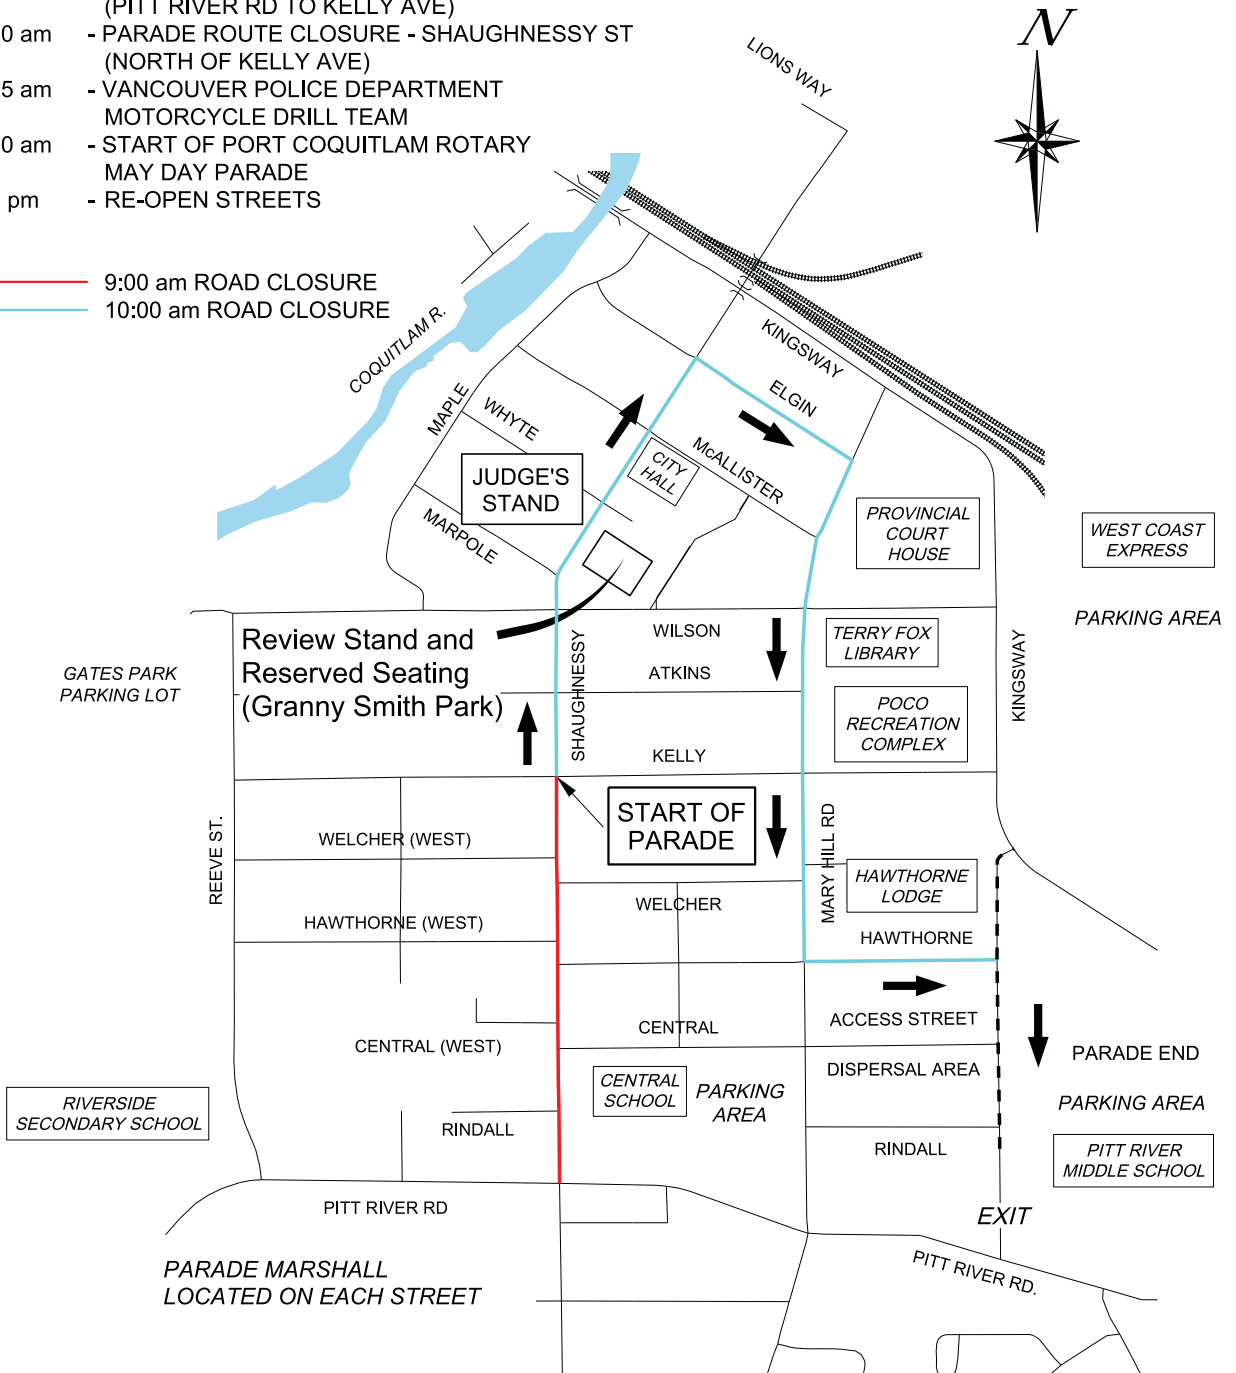 (PITT RIVER RD TO KELLY AVE)
0 am - PARADE ROUTE CLOSURE - SHAUGHNESSY ST
(NORTH OF KELLY AVE)
5 am - VANCOUVER POLICE DEPARTMENT
MOTORCYCLE DRILL TEAM
0 am - START OF PORT COQUITLAM ROTARY
MAY DAY PARADE
pm - RE-OPEN STREETS
9:00 am ROAD CLOSURE
10:00 am ROAD CLOSURE
N
LIONS WAY
COQUITLAM R.
KINGSWAY
ELGIN
MAPLE
WHYTE
McALLISTER
CITY
HALL
JUDGE'S
STAND
MARPOLE
PROVINCIAL
COURT
HOUSE
WEST COAST
EXPRESS
PARKING AREA
Review Stand and
Reserved Seating
(Granny Smith Park)
WILSON
ATKINS
SHAUGHNESSY
TERRY FOX
LIBRARY
KINGSWAY
GATES PARK
PARKING LOT
POCO
RECREATION
COMPLEX
KELLY
START OF
PARADE
REEVE ST.
WELCHER (WEST)
MARY HILL RD
HAWTHORNE
LODGE
HAWTHORNE (WEST)
WELCHER
HAWTHORNE
CENTRAL (WEST)
CENTRAL
ACCESS STREET
PARADE END
DISPERSAL AREA
RIVERSIDE
SECONDARY SCHOOL
CENTRAL
SCHOOL
PARKING
AREA
PARKING AREA
RINDALL
RINDALL
PITT RIVER
MIDDLE SCHOOL
PITT RIVER RD
EXIT
PITT RIVER RD.
PARADE MARSHALL
LOCATED ON EACH STREET